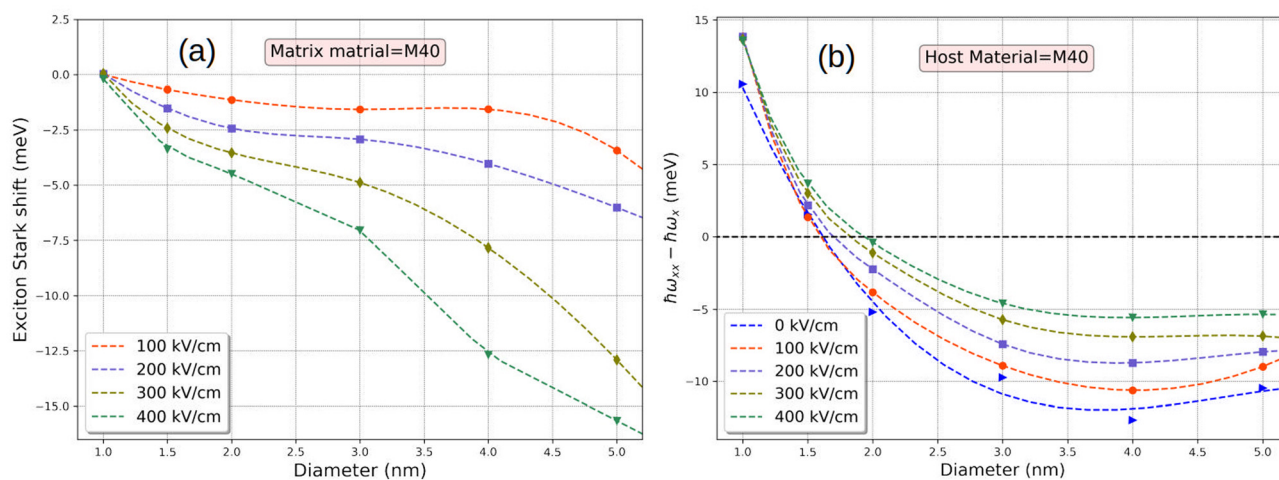 (a)
Matrix matrial=M40
Exciton Stark shift (meV)
2.5
0.0
−2.5
−5.0
−7.5
−10.0
−12.5
−15.0
100 kV/cm
200 kV/cm
300 kV/cm
400 kV/cm
1.0 1.5 2.0 2.5 3.0 3.5 4.0 4.5 5.0
Diameter (nm)
(b)
Host Material=M40
ℏω_xx − ℏω_x (meV)
15
10
5
0
−5
−10
0 kV/cm
100 kV/cm
200 kV/cm
300 kV/cm
400 kV/cm
1.0 1.5 2.0 2.5 3.0 3.5 4.0 4.5 5.0
Diameter (nm)